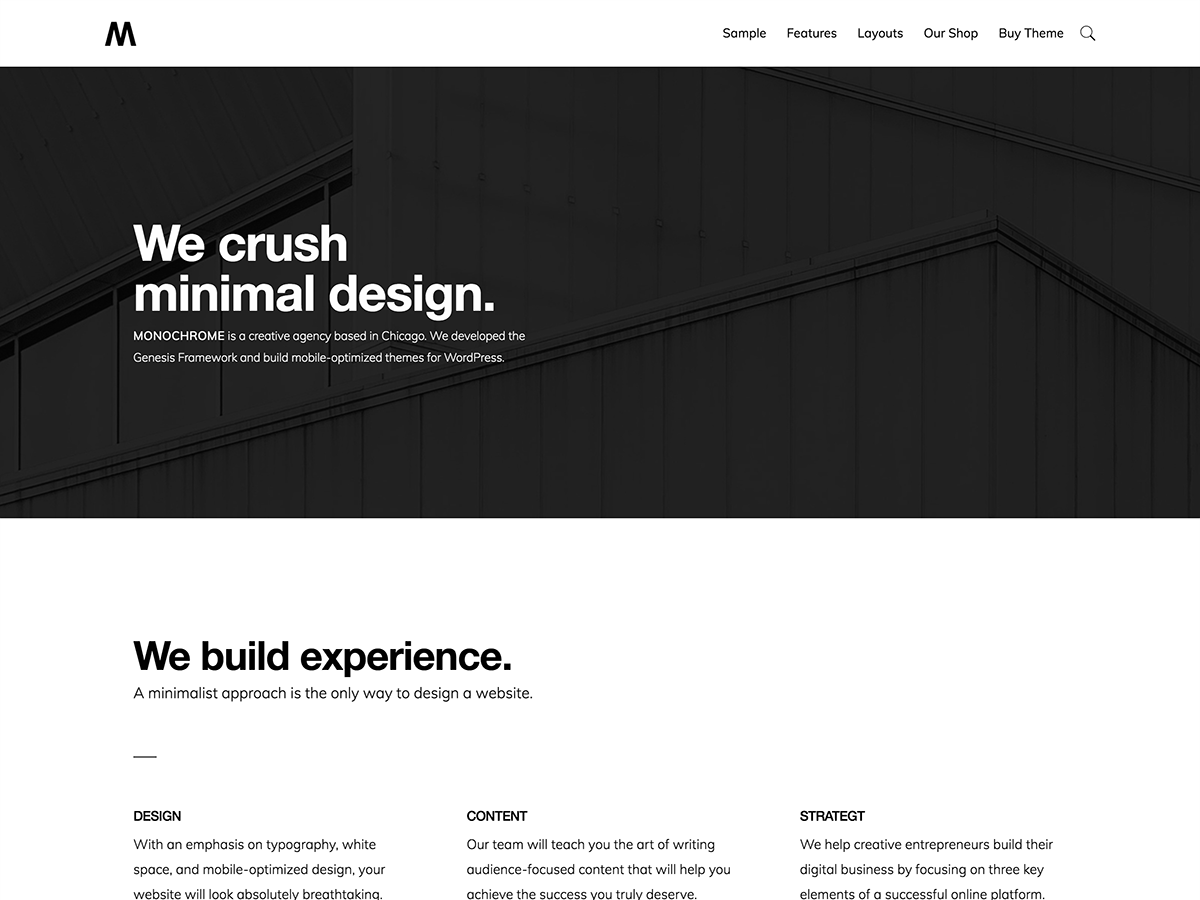 M
Sample Features Layouts Our Shop Buy Theme
We crush
minimal design.
MONOCHROME is a creative agency based in Chicago. We developed the
Genesis Framework and build mobile-optimized themes for WordPress.
We build experience.
A minimalist approach is the only way to design a website.
DESIGN
With an emphasis on typography, white
space, and mobile-optimized design, your
website will look absolutely breathtaking.
CONTENT
Our team will teach you the art of writing
audience-focused content that will help you
achieve the success you truly deserve.
STRATEGT
We help creative entrepreneurs build their
digital business by focusing on three key
elements of a successful online platform.